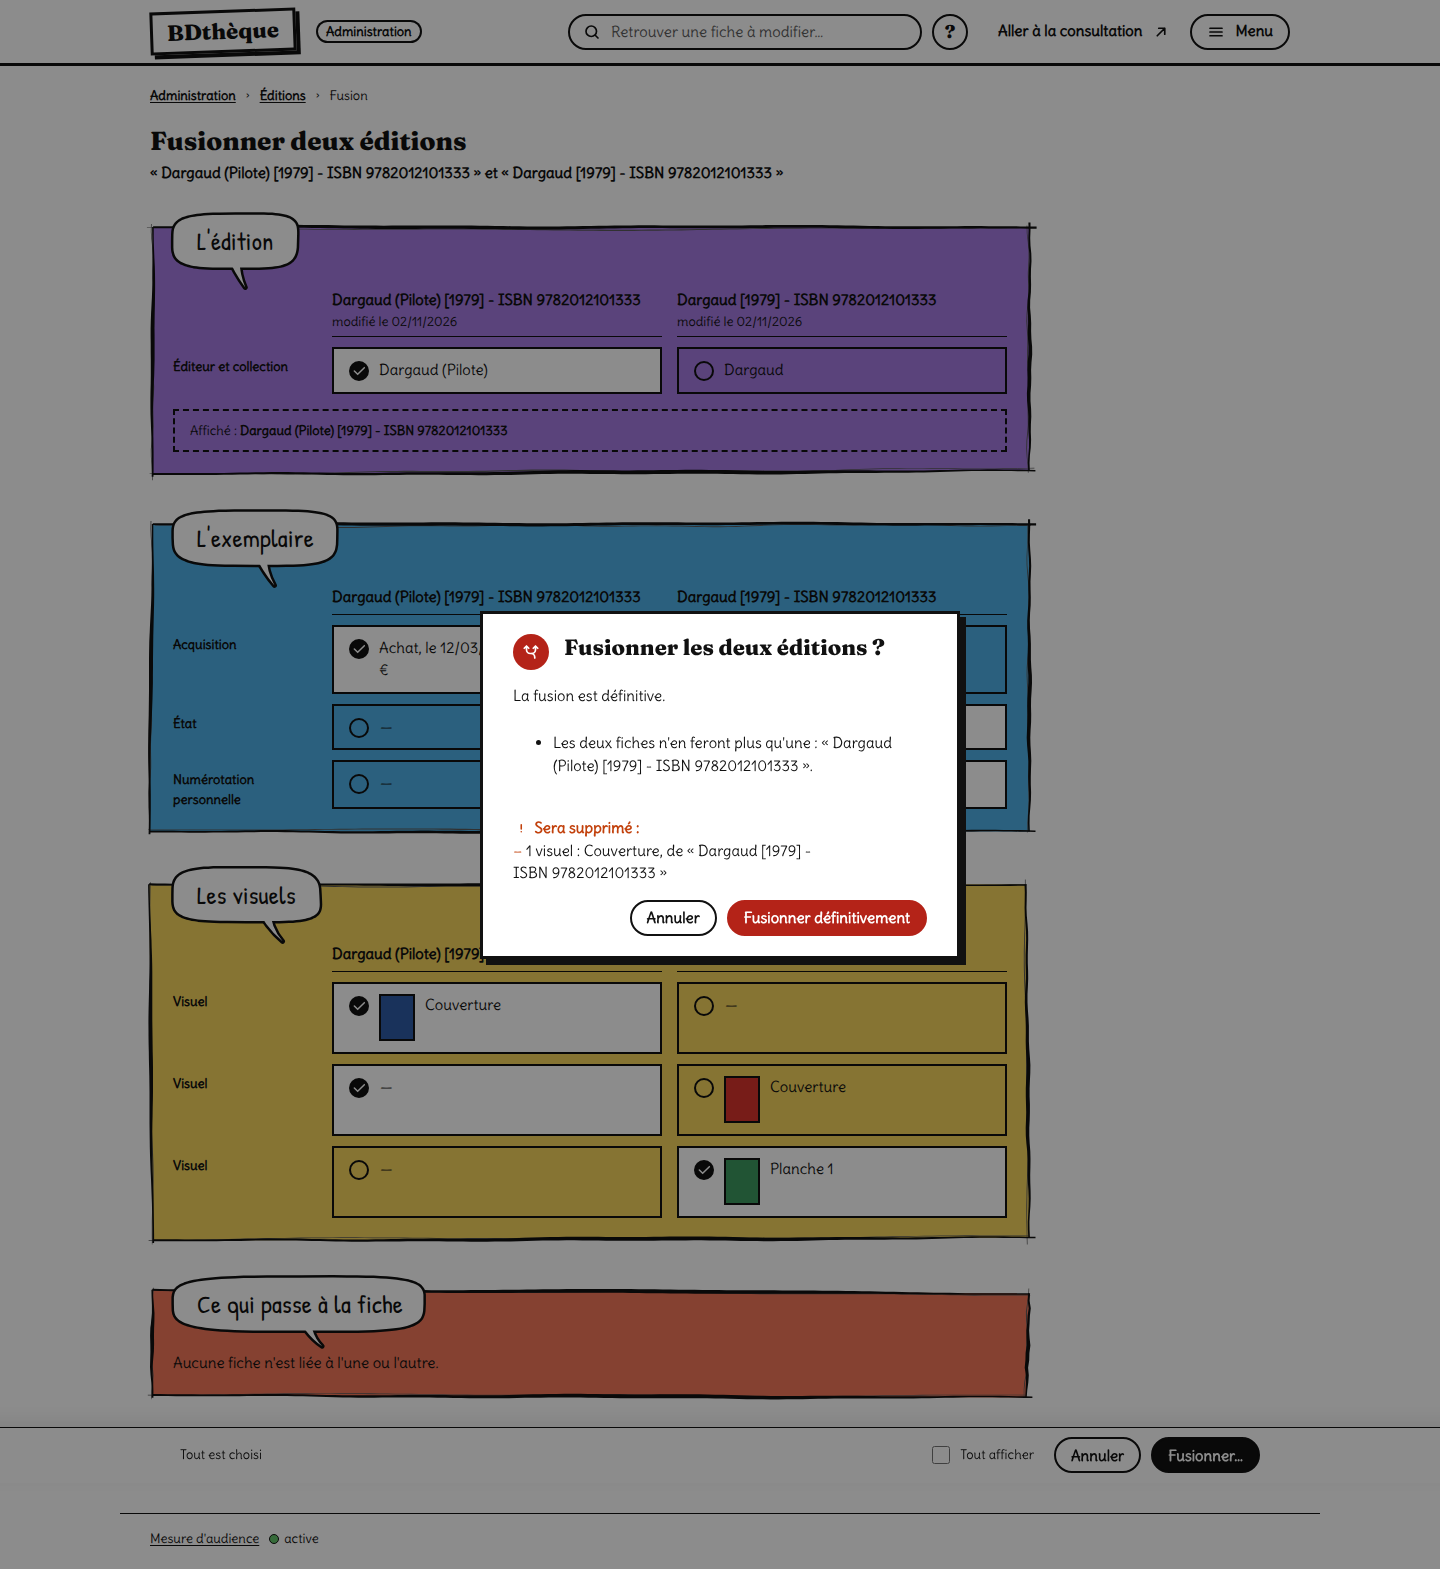 BDthèque
Administration
Retrouver une fiche à modifier...
?
Aller à la consultation
Menu
Administration › Éditions › Fusion
Fusionner deux éditions
« Dargaud (Pilote) [1979] - ISBN 9782012101333 » et « Dargaud [1979] - ISBN 9782012101333 »
L'édition
Dargaud (Pilote) [1979] - ISBN 9782012101333
modifié le 02/11/2026
Dargaud [1979] - ISBN 9782012101333
modifié le 02/11/2026
Éditeur et collection
Dargaud (Pilote)
Dargaud
Affiché : Dargaud (Pilote) [1979] - ISBN 9782012101333
L'exemplaire
Dargaud (Pilote) [1979] - ISBN 9782012101333
Dargaud [1979] - ISBN 9782012101333
Acquisition
Achat, le 12/03,
€
État
—
Numérotation
personnelle
—
Fusionner les deux éditions ?
La fusion est définitive.
• Les deux fiches n'en feront plus qu'une : « Dargaud
(Pilote) [1979] - ISBN 9782012101333 ».
! Sera supprimé :
– 1 visuel : Couverture, de « Dargaud [1979] -
ISBN 9782012101333 »
Annuler
Fusionner définitivement
Les visuels
Dargaud (Pilote) [1979]
Visuel
Couverture
—
Visuel
—
Couverture
Visuel
—
Planche 1
Ce qui passe à la fiche
Aucune fiche n'est liée à l'une ou l'autre.
Tout est choisi
Tout afficher
Annuler
Fusionner...
Mesure d'audience
active